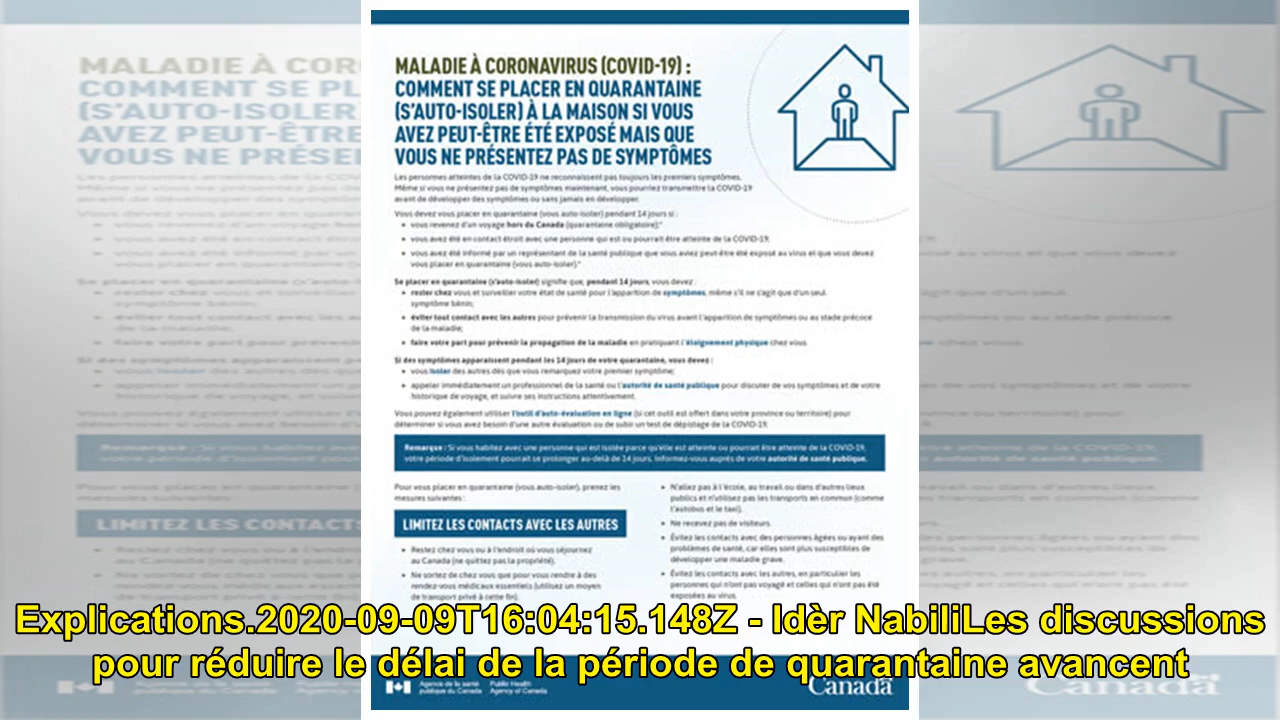 MALADIE À CORONAVIRUS (COVID-19) :
COMMENT SE PLACER EN QUARANTAINE
(S'AUTO-ISOLER) À LA MAISON SI VOUS
AVEZ PEUT-ÊTRE ÉTÉ EXPOSÉ MAIS QUE
VOUS NE PRÉSENTEZ PAS DE SYMPTÔMES
Les personnes atteintes de la COVID-19 ne reconnaissent pas toujours les premiers symptômes.
Même si vous ne présentez pas de symptômes maintenant, vous pourriez transmettre la COVID-19
avant de développer des symptômes ou sans jamais en développer.
Vous devez vous placer en quarantaine (vous auto-isoler) pendant 14 jours si :
• vous revenez d'un voyage hors du Canada (quarantaine obligatoire);*
• vous avez été en contact étroit avec une personne qui est ou pourrait être atteinte de la COVID-19;
• vous avez été informé par un représentant de la santé publique que vous aviez peut-être été exposé au virus et que vous devez
vous placer en quarantaine (vous auto-isoler).*
Se placer en quarantaine (s'auto-isoler) signifie que, pendant 14 jours, vous devez :
• rester chez vous et surveiller votre état de santé pour l'apparition de symptômes, même s'il ne s'agit que d'un seul
symptôme bénin;
• éviter tout contact avec les autres pour prévenir la transmission du virus avant l'apparition de symptômes ou au stade précoce
de la maladie;
• faire votre part pour prévenir la propagation de la maladie en pratiquant l'éloignement physique chez vous.
Si des symptômes apparaissent pendant les 14 jours de votre quarantaine, vous devez :
• vous isoler des autres dès que vous remarquez votre premier symptôme;
• appeler immédiatement un professionnel de la santé ou l'autorité de santé publique pour discuter de vos symptômes et de votre
historique de voyage, et suivre ses instructions attentivement.
Vous pouvez également utiliser l'outil d'auto-évaluation en ligne (si cet outil est offert dans votre province ou territoire) pour
déterminer si vous avez besoin d'une autre évaluation ou de subir un test de dépistage de la COVID-19.
Remarque : Si vous habitez avec une personne qui est isolée parce qu'elle est atteinte ou pourrait être atteinte de la COVID-19,
votre période d'isolement pourrait se prolonger au-delà de 14 jours. Informez-vous auprès de votre autorité de santé publique.
Pour vous placer en quarantaine (vous auto-isoler), prenez les
mesures suivantes :
LIMITEZ LES CONTACTS AVEC LES AUTRES
• Restez chez vous ou à l'endroit où vous séjournez
au Canada (ne quittez pas la propriété).
• Ne sortez de chez vous que pour vous rendre à des
rendez-vous médicaux essentiels (utilisez un moyen
de transport privé à cette fin).
• N'allez pas à l'école, au travail ou dans d'autres lieux
publics et n'utilisez pas les transports en commun (comme
l'autobus et le taxi).
• Ne recevez pas de visiteurs.
• Évitez les contacts avec des personnes âgées ou ayant des
problèmes de santé, car elles sont plus susceptibles de
développer une maladie grave.
• Évitez les contacts avec les autres, en particulier les
personnes qui n'ont pas voyagé et celles qui n'ont pas été
exposées au virus.
Explications.2020-09-09T16:04:15.148Z - Idèr NabiliLes discussions
pour réduire le délai de la période de quarantaine avancent
Agence de la santé
publique du Canada
Public Health
Agency of Canada
Canada